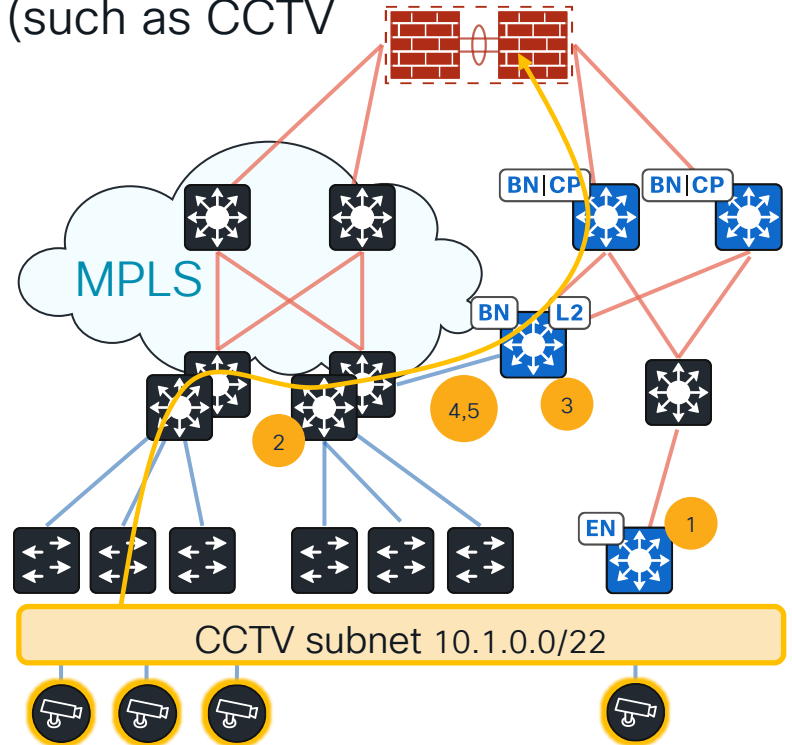 (such as CCTV
BN|CP
BN|CP
MPLS
BN
L2
4,5
3
2
EN
1
CCTV subnet 10.1.0.0/22